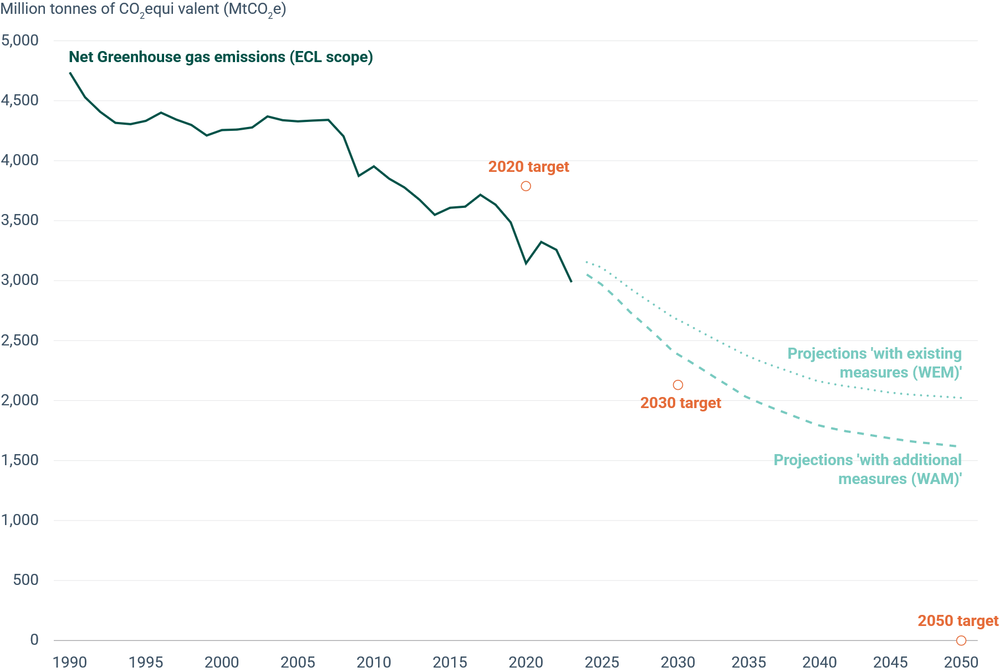 Million tonnes of CO₂equi valent (MtCO₂e)
5,000
Net Greenhouse gas emissions (ECL scope)
4,500
4,000
2020 target
3,500
3,000
2,500
Projections 'with existing
measures (WEM)'
2,000
2030 target
1,500
Projections 'with additional
measures (WAM)'
1,000
500
2050 target
0
1990 1995 2000 2005 2010 2015 2020 2025 2030 2035 2040 2045 2050